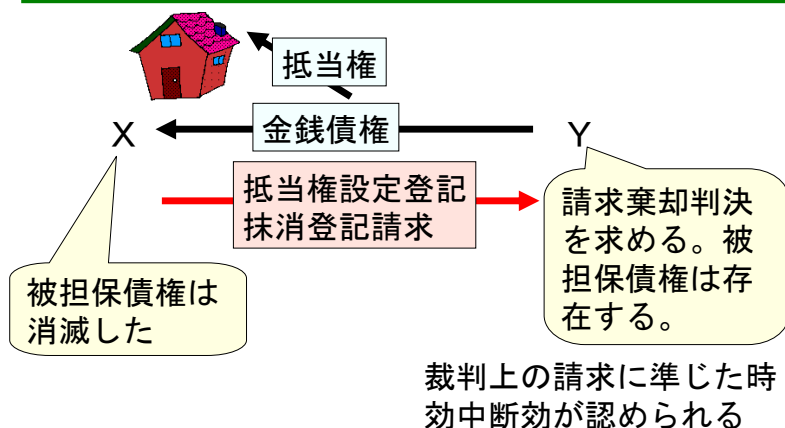 抵当権
X
金銭債権
Y
抵当権設定登記
抹消登記請求
請求棄却判決
を求める。被
担保債権は存
在する。
被担保債権は
消滅した
裁判上の請求に準じた時
効中断効が認められる